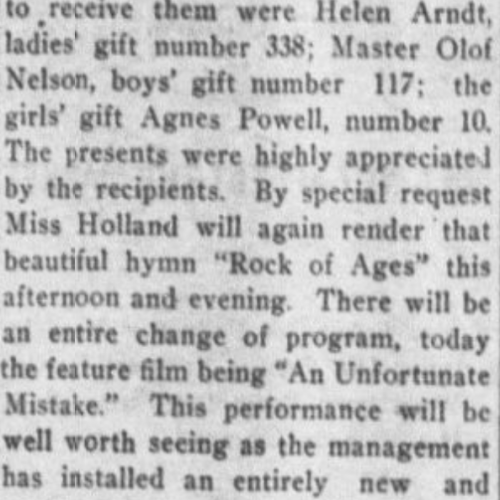 to receive them were Helen Arndt,
ladies' gift number 338; Master Olof
Nelson, boys' gift number 117; the
girls' gift Agnes Powell, number 10.
The presents were highly appreciated
by the recipients. By special request
Miss Holland will again render that
beautiful hymn "Rock of Ages" this
afternoon and evening. There will be
an entire change of program, today
the feature film being "An Unfortunate
Mistake." This performance will be
well worth seeing as the management
has installed an entirely new and